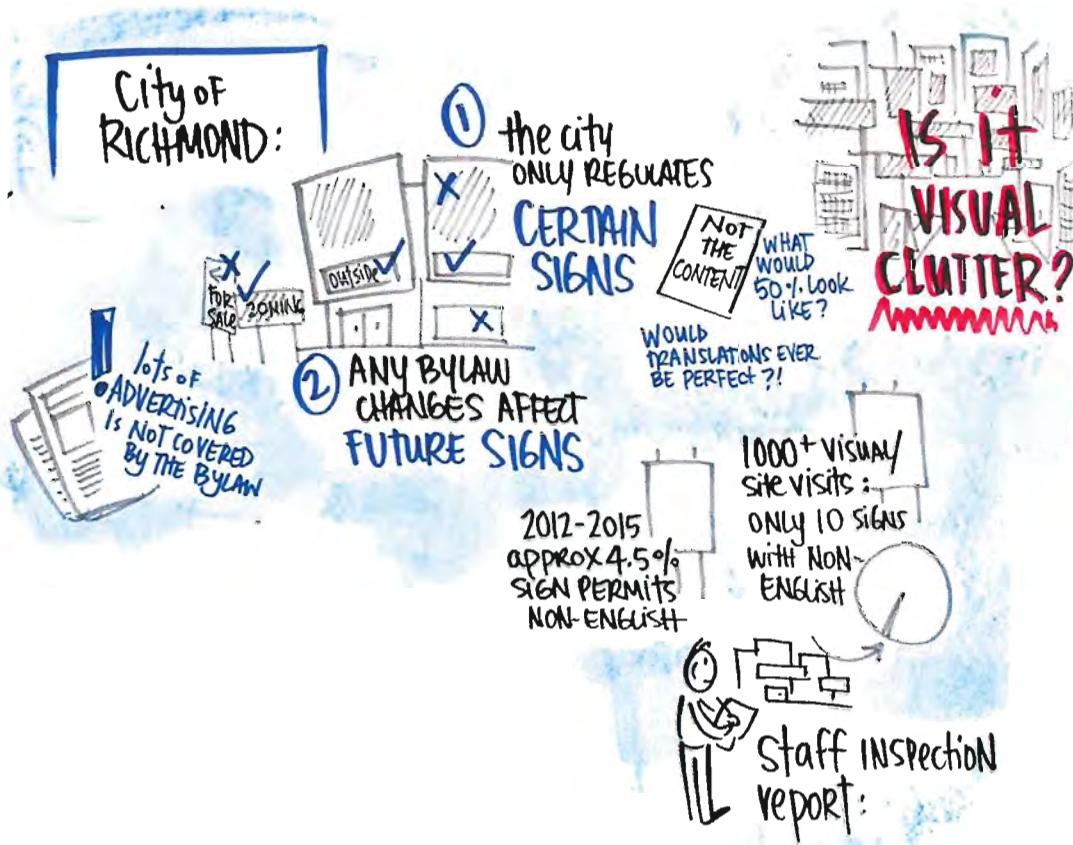 City OF
RICHMOND:
1
the city
ONLY REGULATES
CERTAIN
SIGNS
NOT
THE
CONTENT
WHAT
WOULD
50% LOOK
LIKE?
WOULD
TRANSLATIONS EVER
BE PERFECT?!
IS it
VISUAL
CLUTTER?
OUTSIDE
FOR
SALE
ZONING
! lots OF
ADVERTISING
IS NOT COVERED
BY THE BYLAW
2
ANY BYLAW
CHANGES AFFECT
FUTURE SIGNS
2012-2015
APPROX 4.5%
SIGN PERMITS
NON-ENGLISH
1000+ VISUAL/
site visits:
ONLY 10 SIGNS
with NON-
ENGLISH
Staff INSPECTION
report: